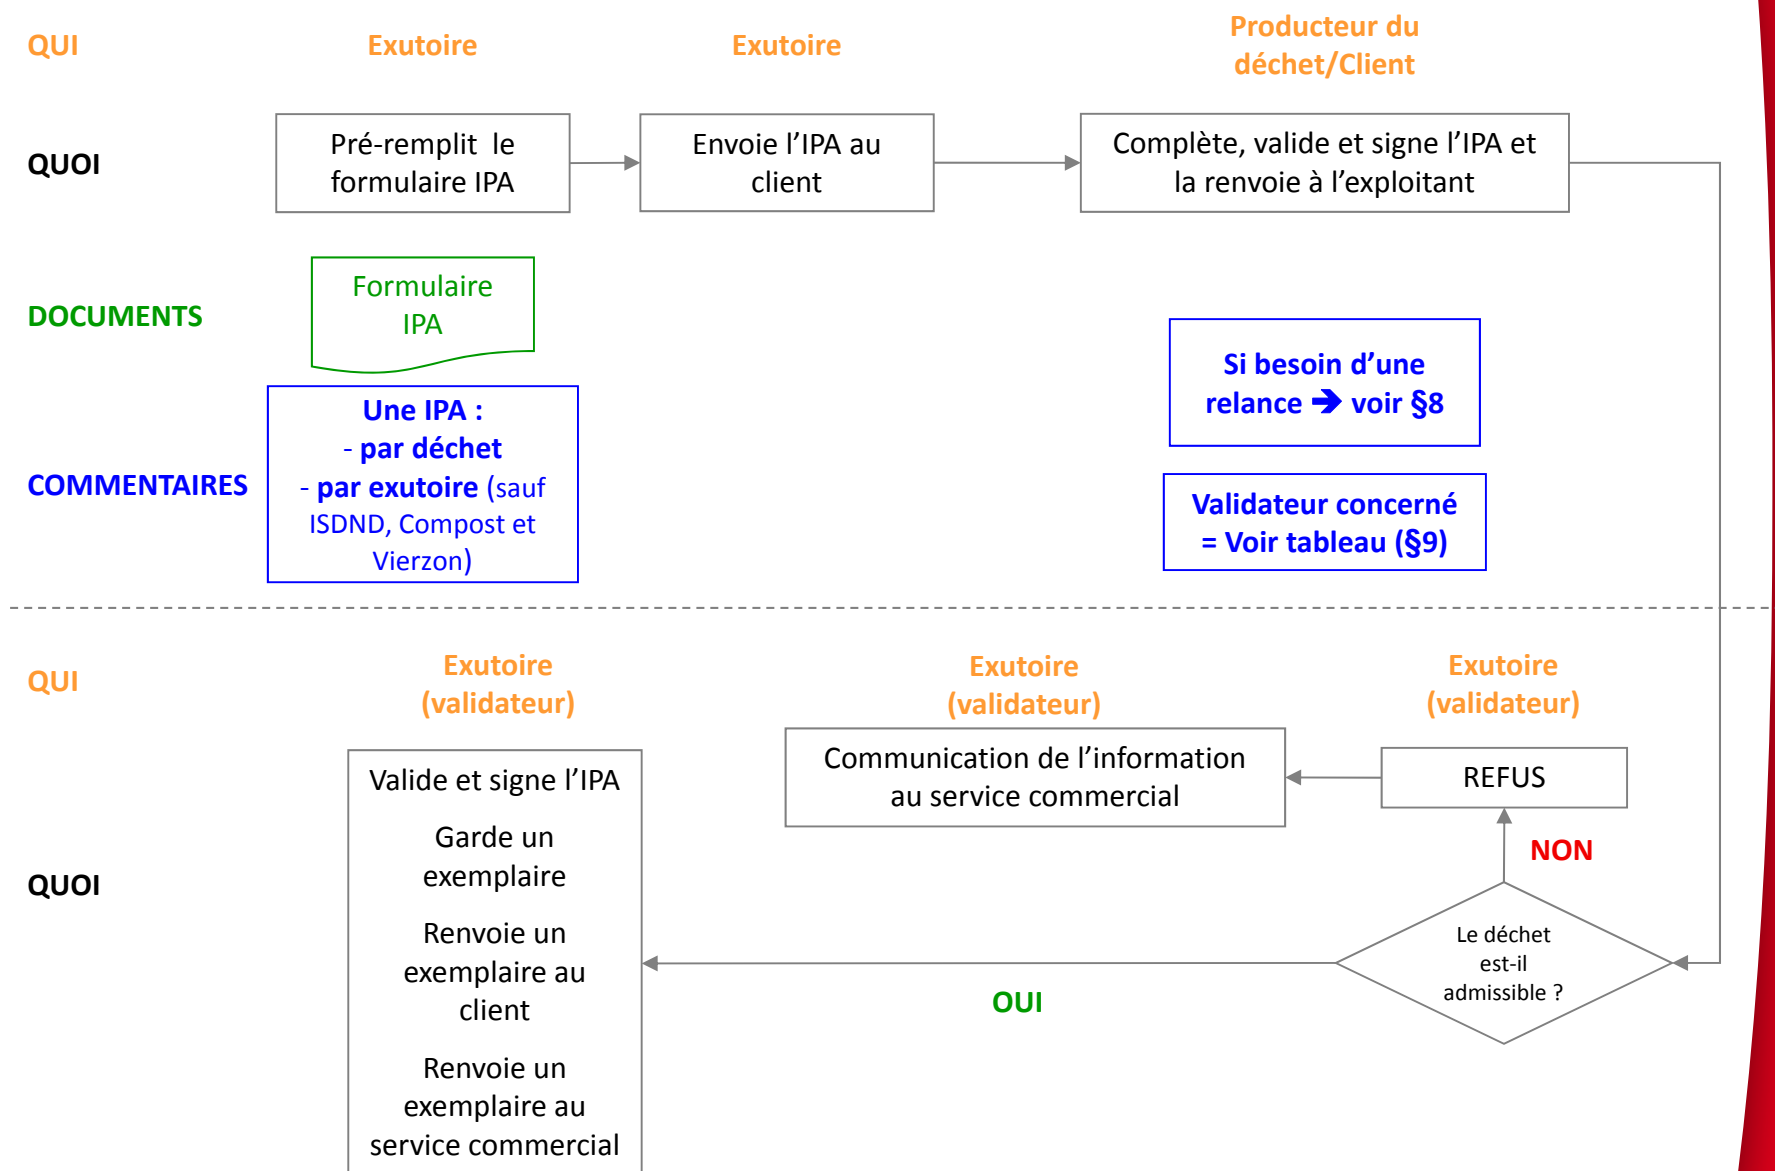 QUI
Exutoire
Exutoire
Producteur du
déchet/Client
QUOI
Pré-remplit le
formulaire IPA
Envoie l’IPA au
client
Complète, valide et signe l’IPA et
la renvoie à l’exploitant
DOCUMENTS
Formulaire
IPA
Si besoin d’une
relance ➔ voir §8
COMMENTAIRES
Une IPA :
- par déchet
- par exutoire (sauf
ISDND, Compost et
Vierzon)
Validateur concerné
= Voir tableau (§9)
QUI
Exutoire
(validateur)
Exutoire
(validateur)
Exutoire
(validateur)
QUOI
Valide et signe l’IPA
Garde un
exemplaire
Renvoie un
exemplaire au
client
Renvoie un
exemplaire au
service commercial
Communication de l’information
au service commercial
REFUS
NON
Le déchet
est-il
admissible ?
OUI